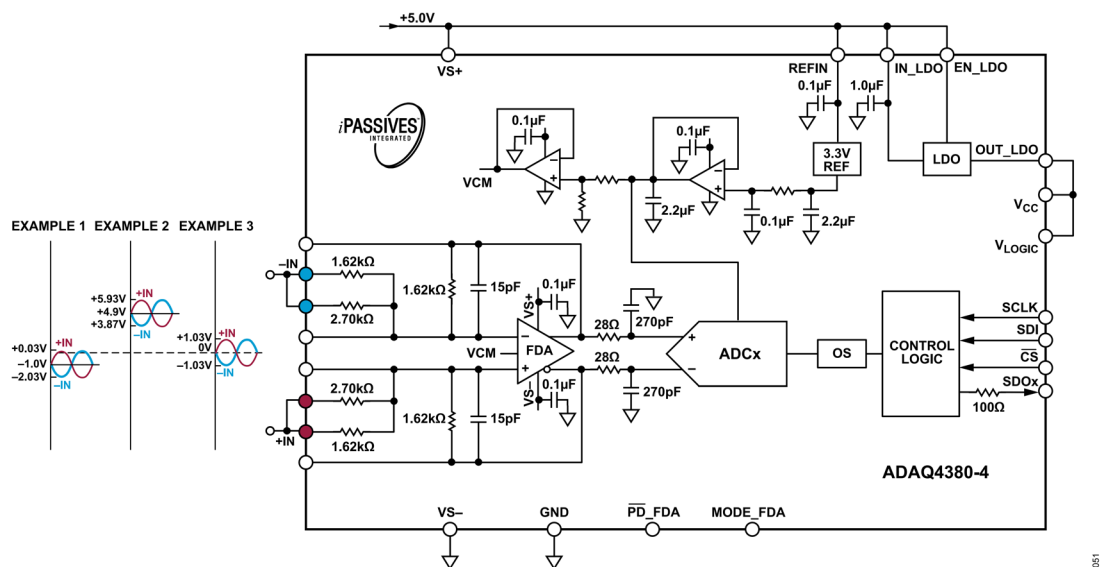 +5.0V
VS+
REFIN
IN_LDO
EN_LDO
iPASSIVES
INTEGRATED
0.1µF
0.1µF
0.1µF
1.0µF
3.3V
REF
LDO
OUT_LDO
VCM
2.2µF
0.1µF
2.2µF
VCC
VLOGIC
EXAMPLE 1
EXAMPLE 2
EXAMPLE 3
+5.93V
+IN
+4.9V
+3.87V
–IN
+0.03V
+IN
–1.0V
–2.03V
–IN
+1.03V
+IN
0V
–1.03V
–IN
–IN
1.62kΩ
2.70kΩ
1.62kΩ
15pF
VS+
0.1µF
28Ω
270pF
VCM
FDA
28Ω
270pF
VS–
0.1µF
2.70kΩ
1.62kΩ
+IN
1.62kΩ
15pF
ADCx
OS
CONTROL
LOGIC
SCLK
SDI
CS
SDOx
100Ω
ADAQ4380-4
VS–
GND
PD_FDA
MODE_FDA
051